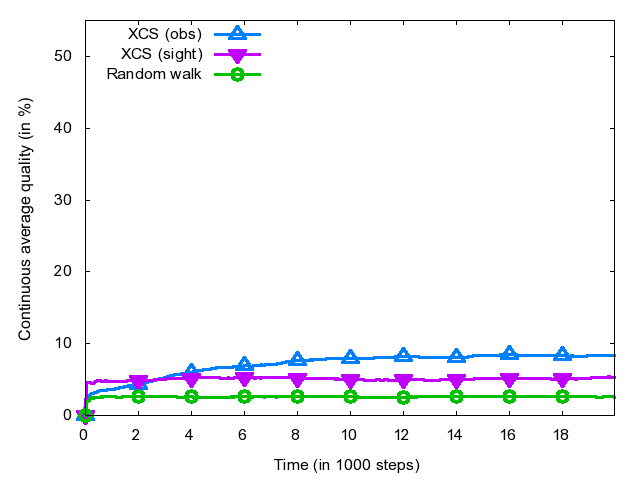 XCS (obs)
XCS (sight)
Random walk
Continuous average quality (in %)
50
40
30
20
10
0
0 2 4 6 8 10 12 14 16 18
Time (in 1000 steps)